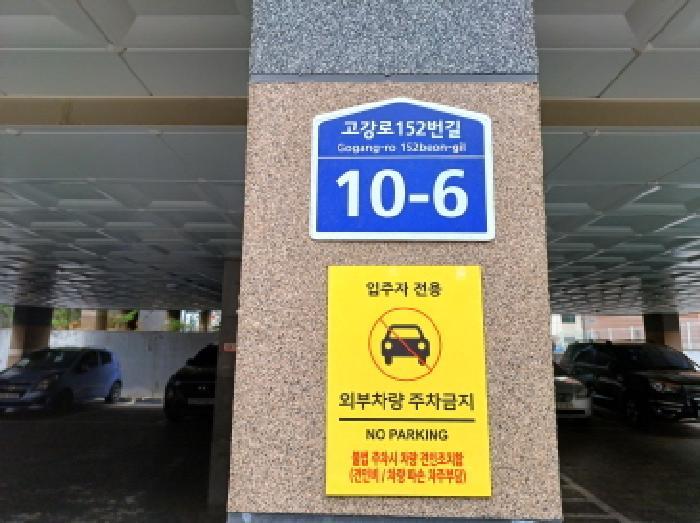 고강로152번길
Gogang-ro 152beon-gil
10-6
입주자 전용
외부차량 주차금지
NO PARKING
불법 주차시 차량 견인조치함
(견인비 / 차량 파손 차주부담)